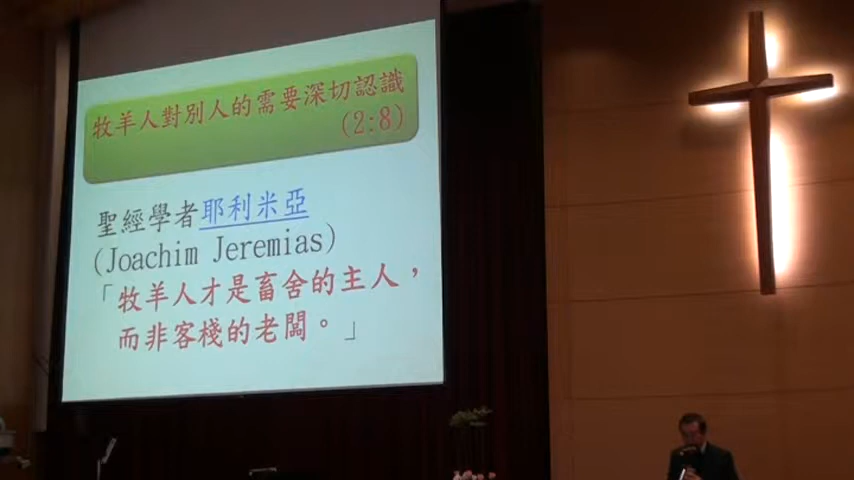 牧羊人對別人的需要深切認識
(2:8)
聖經學者耶利米亞
(Joachim Jeremias)
「牧羊人才是畜舍的主人，
而非客棧的老闆。」